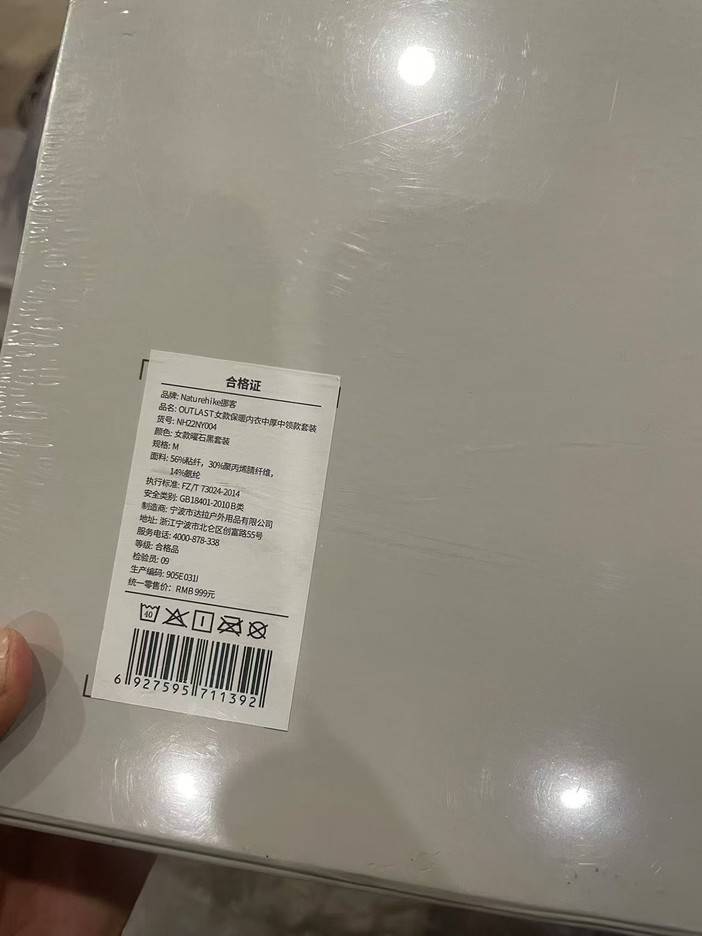 合格证
品牌: Naturehike挪客
品名: OUTLAST女款保暖内衣中厚中领款套装
货号: NH22NY004
颜色: 女款曜石黑套装
规格: M
面料: 56%粘纤，30%聚丙烯腈纤维，
14%氨纶
执行标准: FZ/T 73024-2014
安全类别: GB18401-2010 B类
制造商: 宁波市达拉户外用品有限公司
地址: 浙江宁波市北仑区创富路55号
服务电话: 4000-878-338
等级: 合格品
检验员: 09
生产编码: 905E031I
统一零售价: RMB 999元
40
6 927595 711392